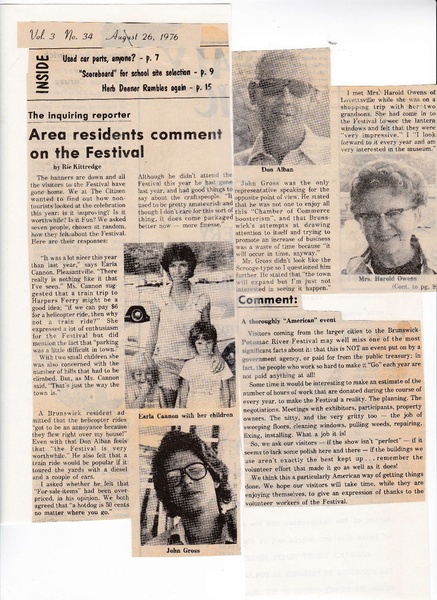 Vol. 3 No. 34 August 26, 1976
INSIDE
Used car parts, anyone? - p. 7
"Scoreboard" for school site selection - p. 9
Herb Deener Rambles again - p. 15
The inquiring reporter
Area residents comment
on the Festival
by Rie Kittredge
The banners are down and all
the visitors to the Festival have
gone home. We at The Citizen
wanted to find out how non-
tourists looked at the celebration
this year: is it improving? Is it
worthwhile? Is it Fun? We asked
seven people, chosen at random,
how they felt about the Festival.
Here are their responses:
"It was a lot nicer this year
than last year," says Earla
Cannon, Pleasantville. "There
really is nothing like it that
I've seen." Ms. Cannon sug-
gested that a train trip to
Harpers Ferry might be a
good idea; "if we can pay $6
for a helicopter ride, then why
not a train ride?" She
expressed a lot of enthusiasm
for the Festival but did
mention the fact that "parking
was a little difficult in town."
With two small children she
was also concerned with the
number of hills that had to be
climbed. But, as Ms. Cannon
said, "That's just the way the
town is."
A Brunswick resident ad-
mitted that the helicopter rides
"got to be an annoyance because
they flew right over my house".
Even with that Don Alban feels
that "the Festival is very
worthwhile." He also felt that a
train ride would be popular if it
toured the yards with a diesel
and a couple of cars.
I asked whether he felt that
"For-sale-items" had been over-
priced, in his opinion. We both
agreed that "a hotdog is 50 cents
no matter where you go."
Although he didn't attend the
Festival this year he had gone
last year, and had good things to
say about the craftspeople. "It
used to be pretty amateurish and
though I don't care for this sort of
thing, it does come packaged
better now — more finesse."
Earla Cannon with her children
John Gross
Don Alban
John Gross was the only
representative speaking for the
opposite point of view. He stated
that he was not one to enjoy all
this "Chamber of Commerce
boosterism", and that Bruns-
wick's attempts at drawing
attention to itself and trying to
promote an increase of business
was a waste of time because "it
will occur in time, anyway."
Mr. Gross didn't look like the
Scrooge-type so I questioned him
further. He stated that "the town
will expand but I'm just not
interested in seeing it happen."
I met Mrs. Harold Owens of
Lovettsville while she was on a
shopping trip with her two
grandsons. She had come in to
the Festival to see the lantern
windows and felt that they were
"very impressive." "I look
forward to it every year and am
very interested in the museum."
Mrs. Harold Owens
(Cont. to pg. 9)
Comment:
A thoroughly "American" event
Visitors coming from the larger cities to the Brunswick-
Potomac River Festival may well miss one of the most
significant facts about it: that this is NOT an event put on by a
government agency, or paid for from the public treasury; in
fact, the people who work so hard to make it "Go" each year are
not paid anything at all!
Some time it would be interesting to make an estimate of the
number of hours of work that are donated during the course of
every year, to make the Festival a reality. The planning. The
negotiations. Meetings with exhibitors, participants, property
owners. The nitty, and the very gritty too — the job of
sweeping floors, cleaning windows, pulling weeds, repairing,
fixing, installing. What a job it is!
So, we ask our visitors — if the show isn't "perfect" — if it
seems to lack some polish here and there — if the buildings we
use aren't exactly the best kept up...remember the
volunteer effort that made it go as well as it does!
We think this a particularly American way of getting things
done. We hope our visitors will take time, while they are
enjoying themselves, to give an expression of thanks to the
volunteer workers of the Festival.